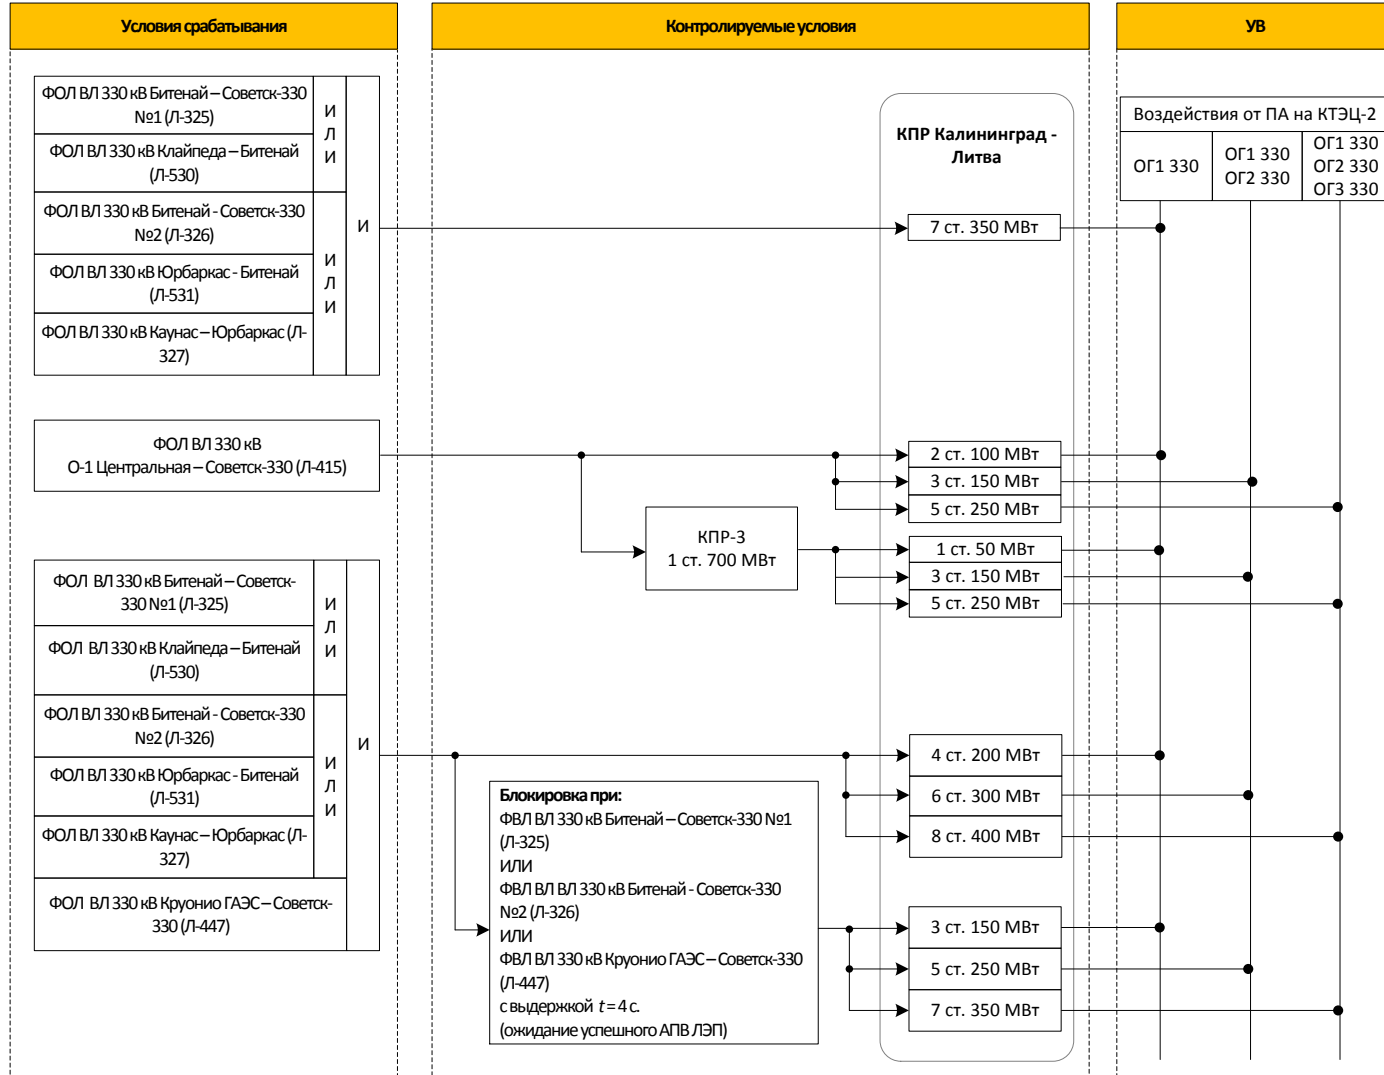 Условия срабатывания
Контролируемые условия
УВ
ФОЛ ВЛ 330 кВ Битенай – Советск-330
№1 (Л-325)
ФОЛ ВЛ 330 кВ Клайпеда – Битенай
(Л-530)
И
Л
И
ФОЛ ВЛ 330 кВ Битенай - Советск-330
№2 (Л-326)
ФОЛ ВЛ 330 кВ Юрбаркас - Битенай
(Л-531)
ФОЛ ВЛ 330 кВ Каунас – Юрбаркас (Л-
327)
И
Л
И
И
КПР Калининград -
Литва
7 ст. 350 МВт
Воздействия от ПА на КТЭЦ-2
ОГ1 330
ОГ1 330
ОГ2 330
ОГ1 330
ОГ2 330
ОГ3 330
ФОЛ ВЛ 330 кВ
О-1 Центральная – Советск-330 (Л-415)
2 ст. 100 МВт
3 ст. 150 МВт
5 ст. 250 МВт
КПР-3
1 ст. 700 МВт
1 ст. 50 МВт
3 ст. 150 МВт
5 ст. 250 МВт
ФОЛ ВЛ 330 кВ Битенай – Советск-
330 №1 (Л-325)
ФОЛ ВЛ 330 кВ Клайпеда – Битенай
(Л-530)
И
Л
И
ФОЛ ВЛ 330 кВ Битенай - Советск-330
№2 (Л-326)
ФОЛ ВЛ 330 кВ Юрбаркас - Битенай
(Л-531)
ФОЛ ВЛ 330 кВ Каунас – Юрбаркас (Л-
327)
И
Л
И
ФОЛ ВЛ 330 кВ Круонио ГАЭС – Советск-
330 (Л-447)
И
4 ст. 200 МВт
6 ст. 300 МВт
8 ст. 400 МВт
Блокировка при:
ФВЛ ВЛ 330 кВ Битенай – Советск-330 №1
(Л-325)
ИЛИ
ФВЛ ВЛ ВЛ 330 кВ Битенай - Советск-330
№2 (Л-326)
ИЛИ
ФВЛ ВЛ 330 кВ Круонио ГАЭС – Советск-330
(Л-447)
с выдержкой t = 4 с.
(ожидание успешного АПВ ЛЭП)
3 ст. 150 МВт
5 ст. 250 МВт
7 ст. 350 МВт